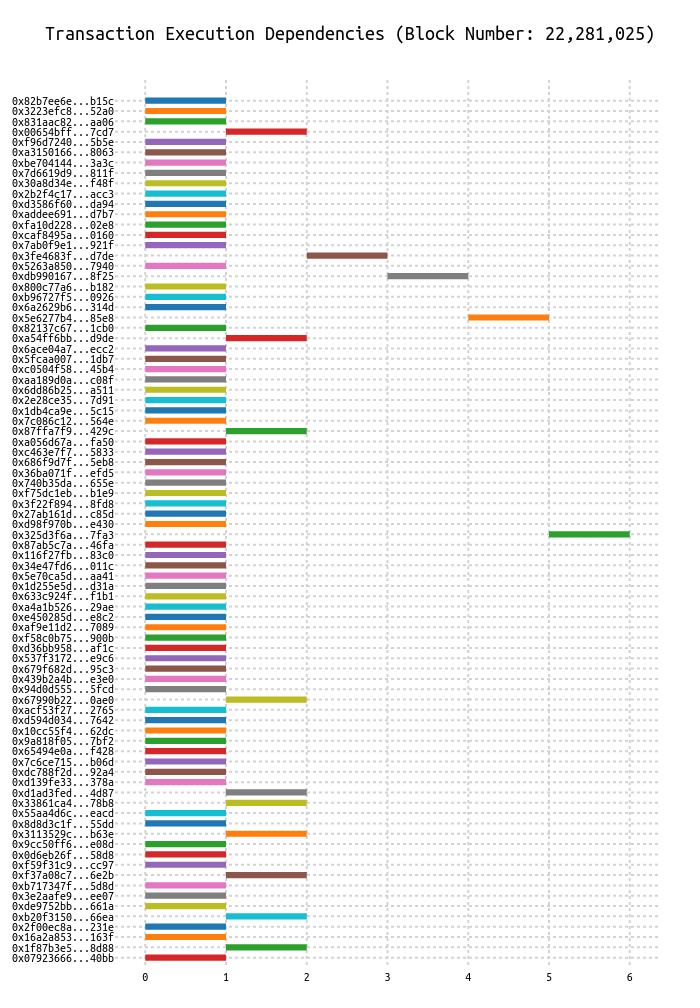 Transaction Execution Dependencies (Block Number: 22,281,025)
0x82b7ee6e...b15c
0x3223efc8...52a0
0x831aac82...aa06
0x00654bff...7cd7
0xf96d7240...5b5e
0xa3150166...8063
0xbe704144...3a3c
0x7d6619d9...811f
0x30a8d34e...f48f
0x2b2f4c17...acc3
0xd3586f60...da94
0xaddee691...d7b7
0xfa10d228...02e8
0xcaf8495a...0160
0x7ab0f9e1...921f
0x3fe4683f...d7de
0x5263a850...7940
0xdb990167...8f25
0x800c77a6...b182
0xb96727f5...0926
0x6a2629b6...314d
0x5e6277b4...85e8
0x82137c67...1cb0
0xa54ff6bb...d9de
0x6ace04a7...ecc2
0x5fcaa007...1db7
0xc0504f58...45b4
0xaa189d0a...c08f
0x6dd86b25...a511
0x2e28ce35...7d91
0x1db4ca9e...5c15
0x7c086c12...564e
0x87ffa7f9...429c
0xa056d67a...fa50
0xc463e7f7...5833
0x686f9d7f...5eb8
0x36ba071f...efd5
0x740b35da...655e
0xf75dc1eb...b1e9
0x3f22f894...8fd8
0x27ab161d...c85d
0xd98f970b...e430
0x325d3f6a...7fa3
0x87ab5c7a...46fa
0x116f27fb...83c0
0x34e47fd6...011c
0x5e70ca5d...aa41
0x1d255e5d...d31a
0x633c924f...f1b1
0xa4a1b526...29ae
0xe450285d...e8c2
0xaf9e11d2...7089
0xf58c0b75...900b
0xd36bb958...af1c
0x537f3172...e9c6
0x679f682d...95c3
0x439b2a4b...e3e0
0x94d0d555...5fcd
0x67990b22...0ae0
0xacf53f27...2765
0xd594d034...7642
0x10cc55f4...62dc
0x9a818f05...7bf2
0x65494e0a...f428
0x7c6ce715...b06d
0xdc788f2d...92a4
0xd139fe33...378a
0xd1ad3fed...4d87
0x33861ca4...78b8
0x55aa4d6c...eacd
0x8d8d3c1f...55dd
0x3113529c...b63e
0x9cc50ff6...e08d
0x0d6eb26f...58d8
0xf59f31c9...cc97
0xf37a08c7...6e2b
0xb717347f...5d8d
0x3e2aafe9...ee07
0xde9752bb...661a
0xb20f3150...66ea
0x2f00ec8a...231e
0x16a2a853...163f
0x1f87b3e5...8d88
0x07923666...40bb
0 1 2 3 4 5 6